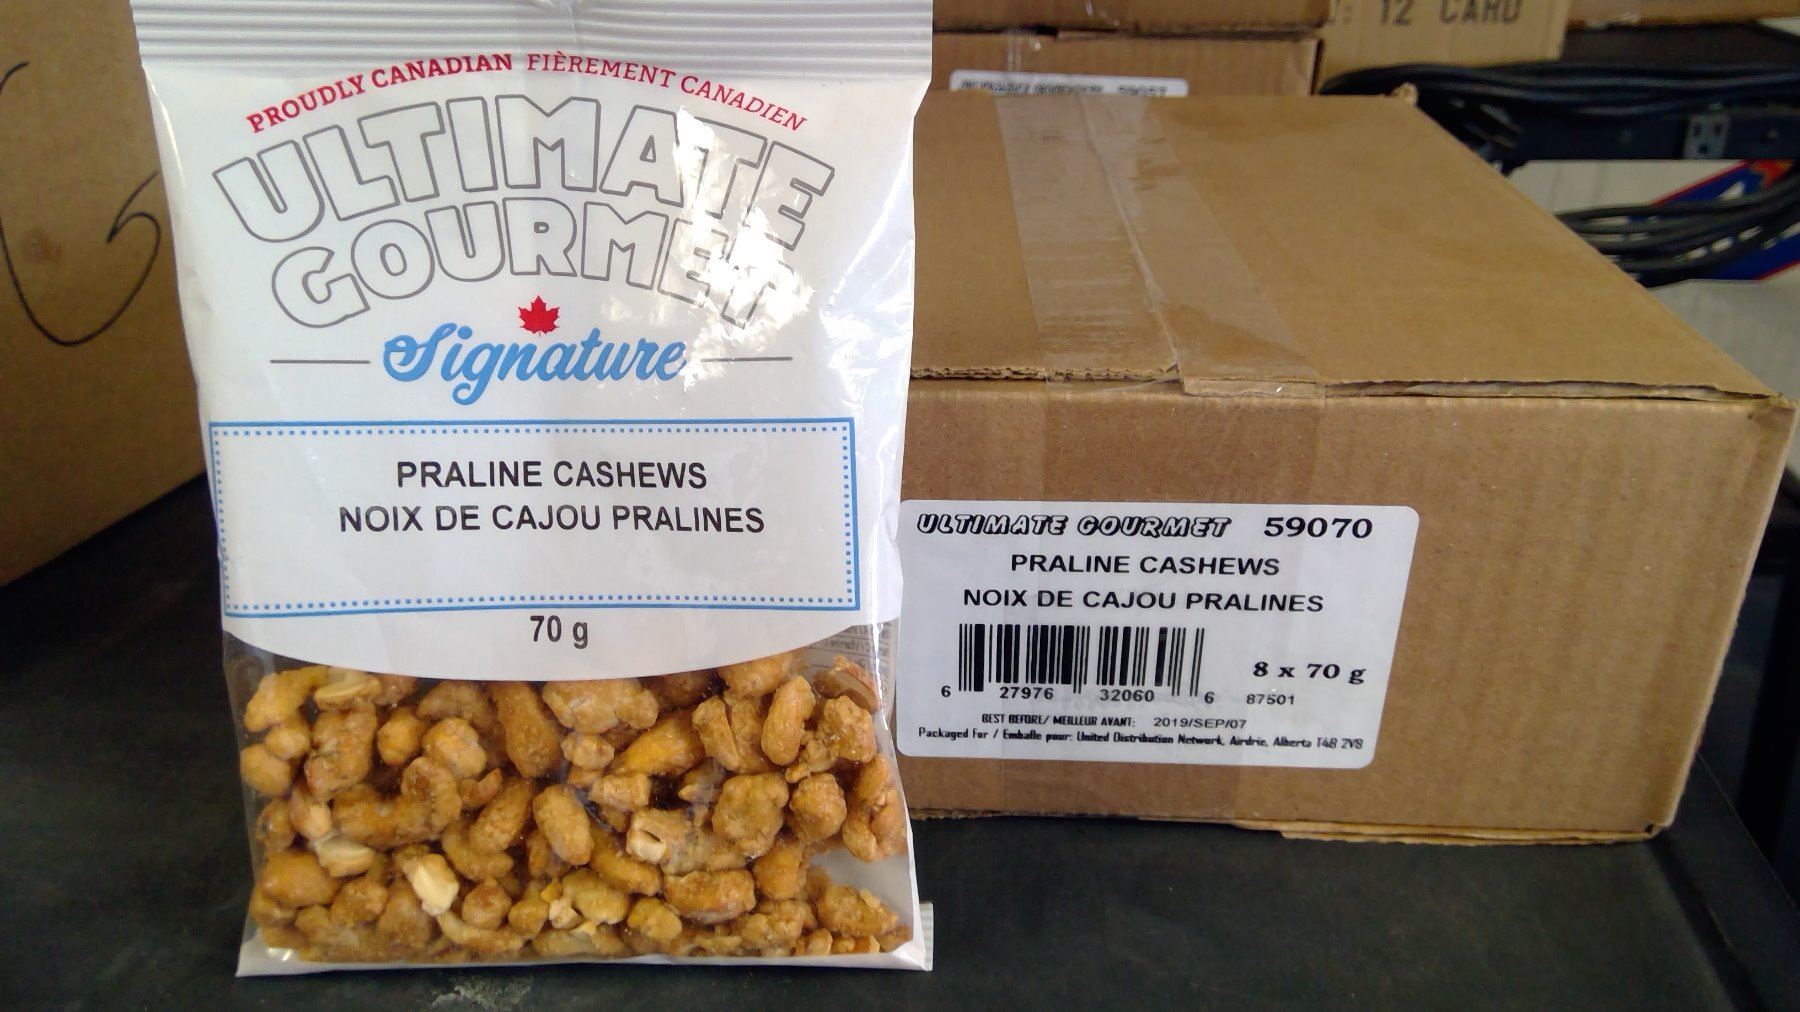 PROUDLY CANADIAN FIÈREMENT CANADIEN
ULTIMATE
GOURMET
Signature
PRALINE CASHEWS
NOIX DE CAJOU PRALINES
70 g
12 CARD
ULTIMATE GOURMET 59070
PRALINE CASHEWS
NOIX DE CAJOU PRALINES
8 x 70 g
6 27976 32060 6 87501
BEST BEFORE/ MEILLEUR AVANT: 2019/SEP/07
Packaged For / Emballe pour: United Distribution Network, Airdrie, Alberta T4B 2V8